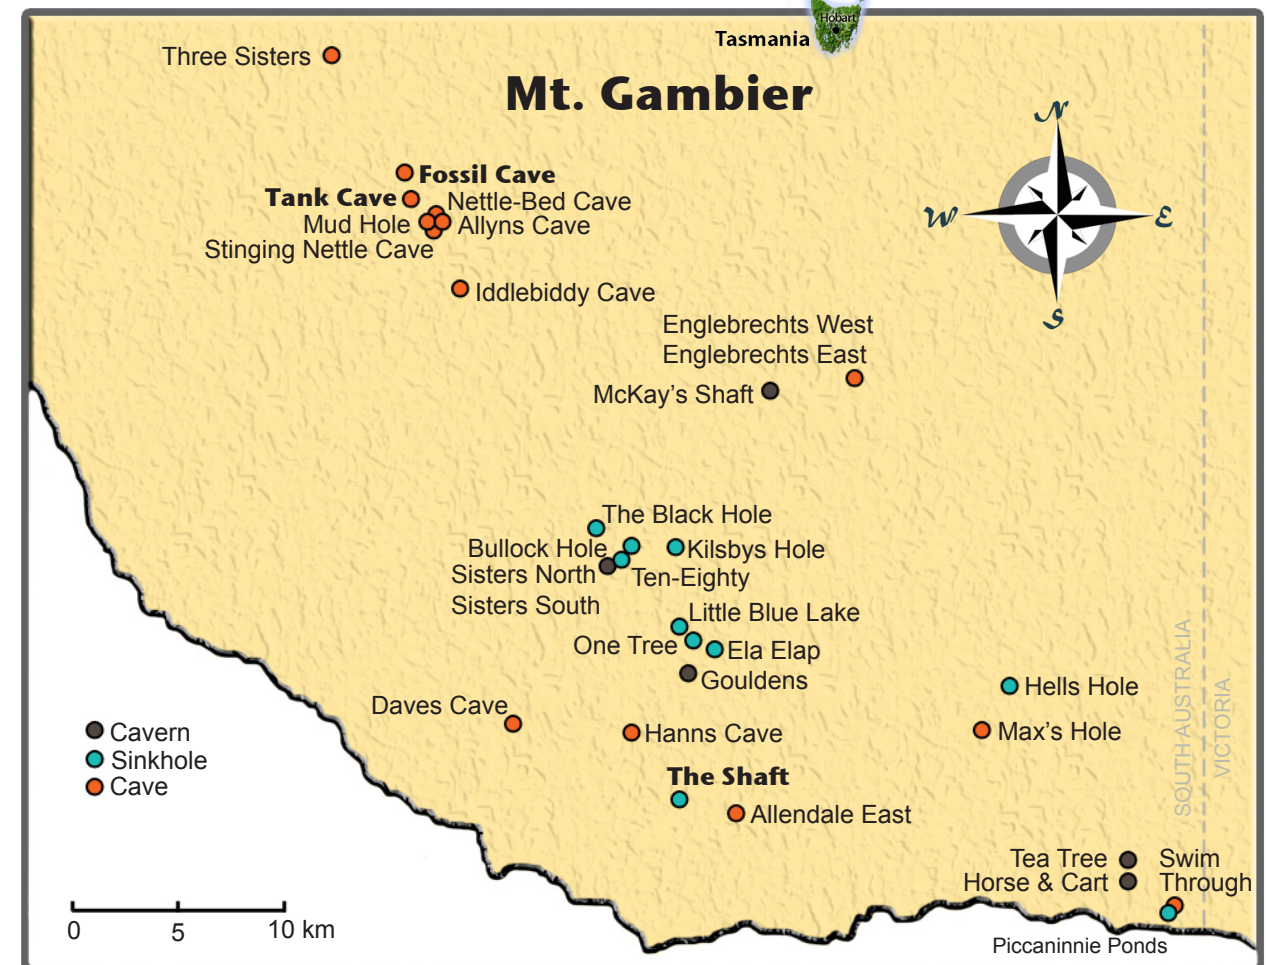 Hobart
Tasmania
Three Sisters
Mt. Gambier
N
W
E
S
Fossil Cave
Tank Cave
Nettle-Bed Cave
Mud Hole
Allyns Cave
Stinging Nettle Cave
Iddlebiddy Cave
Englebrechts West
Englebrechts East
McKay's Shaft
The Black Hole
Bullock Hole
Kilsbys Hole
Sisters North
Ten-Eighty
Sisters South
Little Blue Lake
One Tree
Ela Elap
Gouldens
Hells Hole
Daves Cave
Hanns Cave
Max's Hole
SOUTH AUSTRALIA
VICTORIA
Cavern
Sinkhole
Cave
The Shaft
Allendale East
Tea Tree
Swim
Horse & Cart
Through
0 5 10 km
Piccaninnie Ponds